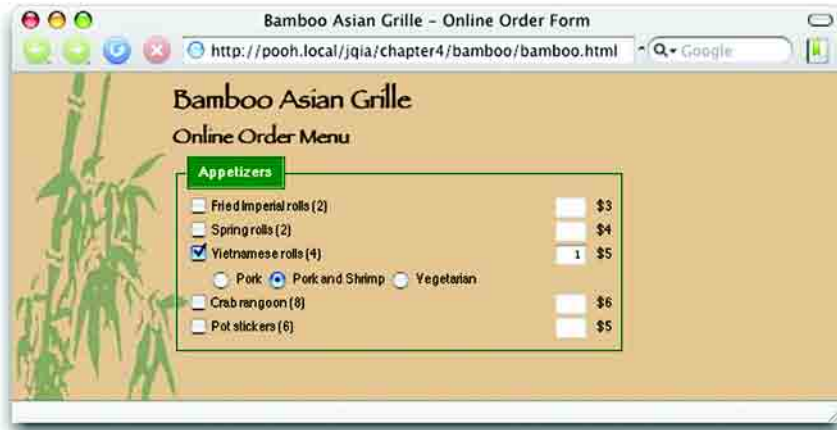 Bamboo Asian Grille - Online Order Form
http://pooh.local/jqia/chapter4/bamboo/bamboo.html Google
Bamboo Asian Grille
Online Order Menu
Appetizers
Fried Imperial rolls (2) $3
Spring rolls (2) $4
Vietnamese rolls (4) 1 $5
Pork Pork and Shrimp Vegetarian
Crab rangoon (8) $6
Pot stickers (6) $5